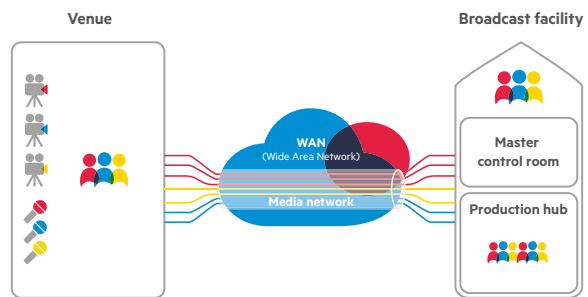 Venue
Broadcast facility
WAN
(Wide Area Network)
Media network
Master
control room
Production hub